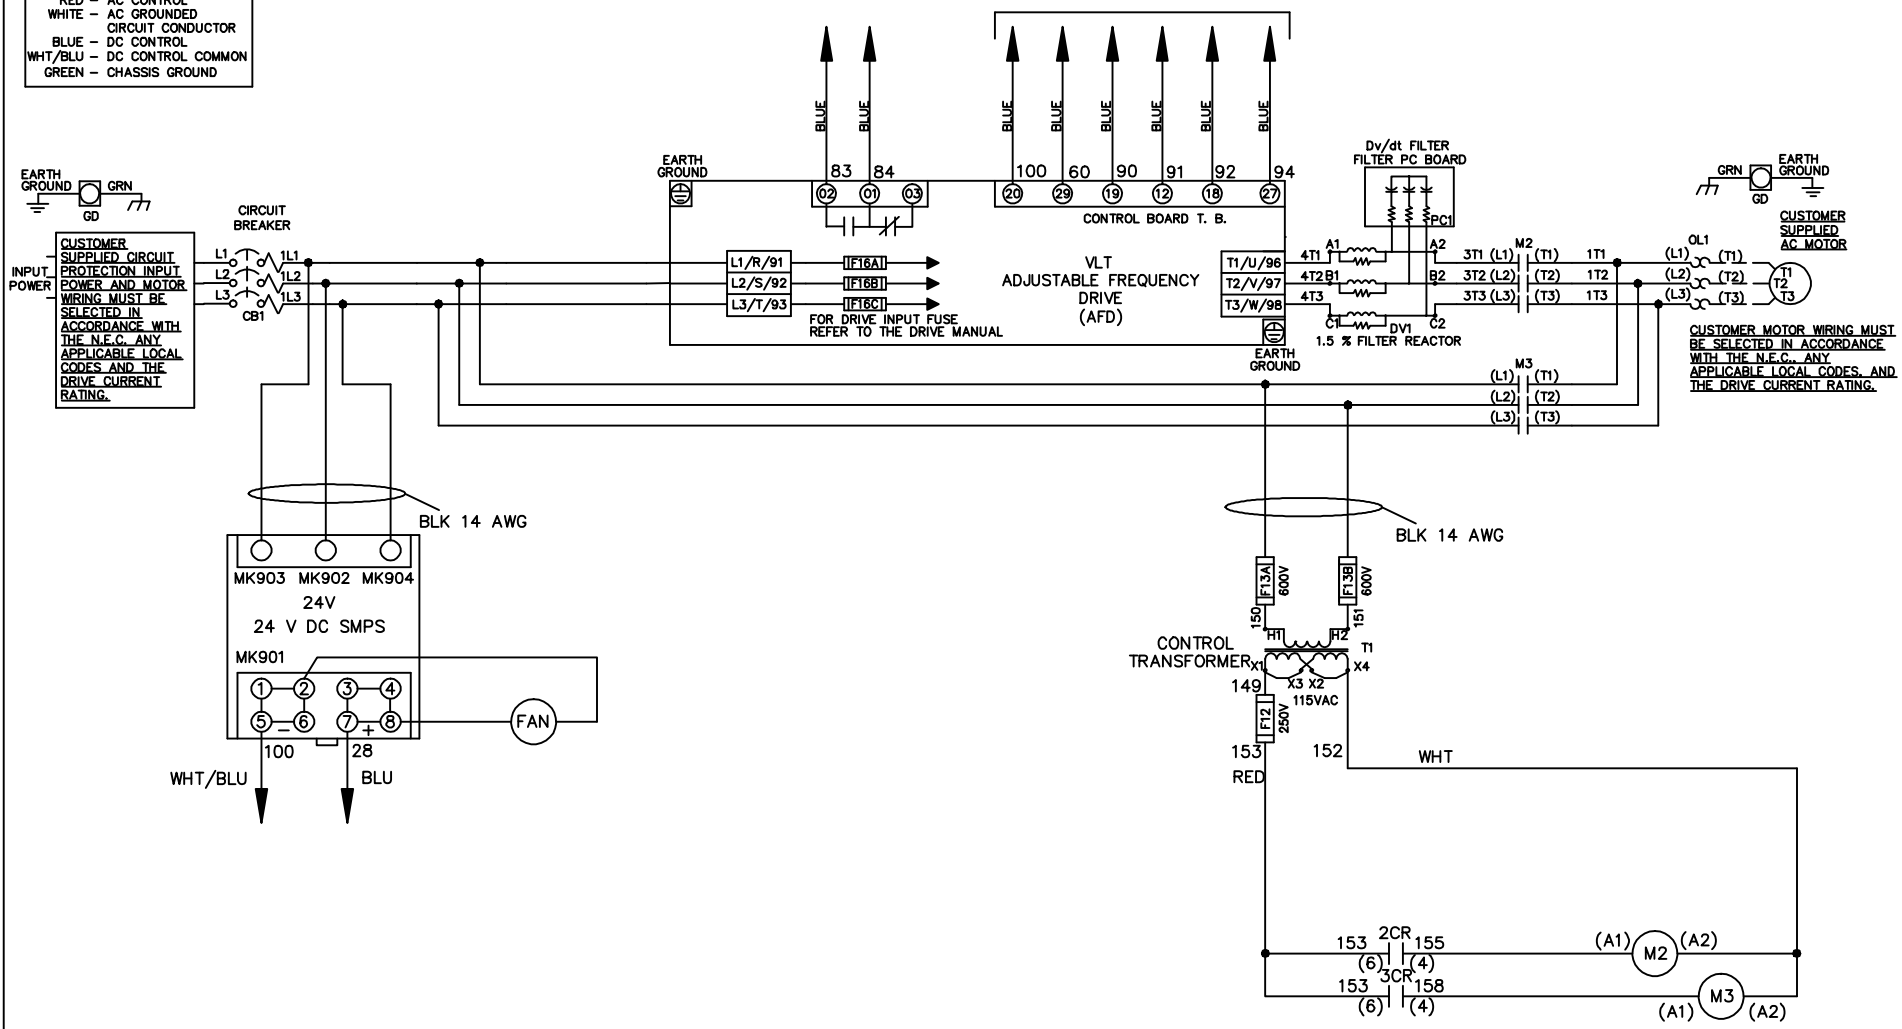 RED – AC CONTROL
WHITE – AC GROUNDED
CIRCUIT CONDUCTOR
BLUE – DC CONTROL
WHT/BLU – DC CONTROL COMMON
GREEN – CHASSIS GROUND
EARTH
GROUND
GRN
GD
CIRCUIT
BREAKER
INPUT
POWER
CUSTOMER
SUPPLIED CIRCUIT
PROTECTION INPUT
POWER AND MOTOR
WIRING MUST BE
SELECTED IN
ACCORDANCE WITH
THE N.E.C. ANY
APPLICABLE LOCAL
CODES AND THE
DRIVE CURRENT
RATING.
L1 1L1
L2 1L2
L3 1L3
CB1
BLUE
BLUE
BLUE
BLUE
BLUE
BLUE
BLUE
BLUE
EARTH
GROUND
83 84
02 01 03
100 60 90 91 92 94
20 29 19 12 18 27
CONTROL BOARD T. B.
L1/R/91
L2/S/92
L3/T/93
F16A
F16B
F16C
FOR DRIVE INPUT FUSE
REFER TO THE DRIVE MANUAL
VLT
ADJUSTABLE FREQUENCY
DRIVE
(AFD)
T1/U/96
T2/V/97
T3/W/98
EARTH
GROUND
Dv/dt FILTER
FILTER PC BOARD
PC1
4T1 A1 A2
4T2 B1 B2
4T3 C1 C2
DV1
1.5 % FILTER REACTOR
M2
3T1 (L1) (T1) 1T1
3T2 (L2) (T2) 1T2
3T3 (L3) (T3) 1T3
OL1
(L1) (T1)
(L2) (T2)
(L3) (T3)
T1
T2
T3
GRN
GD
EARTH
GROUND
CUSTOMER
SUPPLIED
AC MOTOR
CUSTOMER MOTOR WIRING MUST
BE SELECTED IN ACCORDANCE
WITH THE N.E.C., ANY
APPLICABLE LOCAL CODES, AND
THE DRIVE CURRENT RATING.
M3
(L1) (T1)
(L2) (T2)
(L3) (T3)
BLK 14 AWG
MK903 MK902 MK904
24V
24 V DC SMPS
MK901
1 2 3 4
5 – 6 7 + 8
FAN
100 28
WHT/BLU BLU
BLK 14 AWG
F13A
600V
F13B
600V
150
151
H1 H2
T1
CONTROL
TRANSFORMER
X1 X4
X3 X2
115VAC
149
F12
250V
153
RED
152
WHT
2CR
153 155
(6) (4)
(A1) M2 (A2)
3CR
153 158
(6) (4)
(A1) M3 (A2)